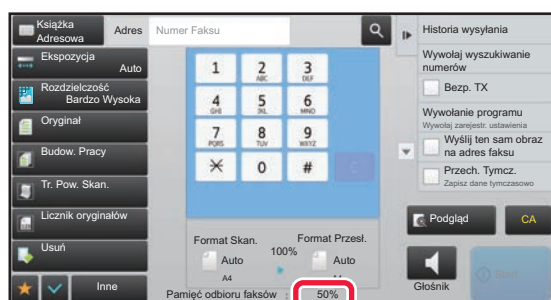 Książka
Adresowa
Adres
Numer Faksu
Ekspozycja
Auto
Rozdzielczość
Bardzo Wysoka
Oryginał
Budow. Pracy
Tr. Pow. Skan.
Licznik oryginałów
Usuń
Inne
1
2 ABC
3 DEF
4 GHI
5 JKL
6 MNO
7 PQRS
8 TUV
9 WXYZ
0
#
C
Format Skan.
100%
Format Przesł.
Auto
Auto
A4
A4
Pamięć odbioru faksów : 50%
Historia wysyłania
Wywołaj wyszukiwanie
numerów
Bezp. TX
Wywołanie programu
Wywołaj zarejestr. ustawienia
Wyślij ten sam obraz
na adres faksu
Przech. Tymcz.
Zapisz dane tymczasowo
Podgląd
CA
Głośnik
Start